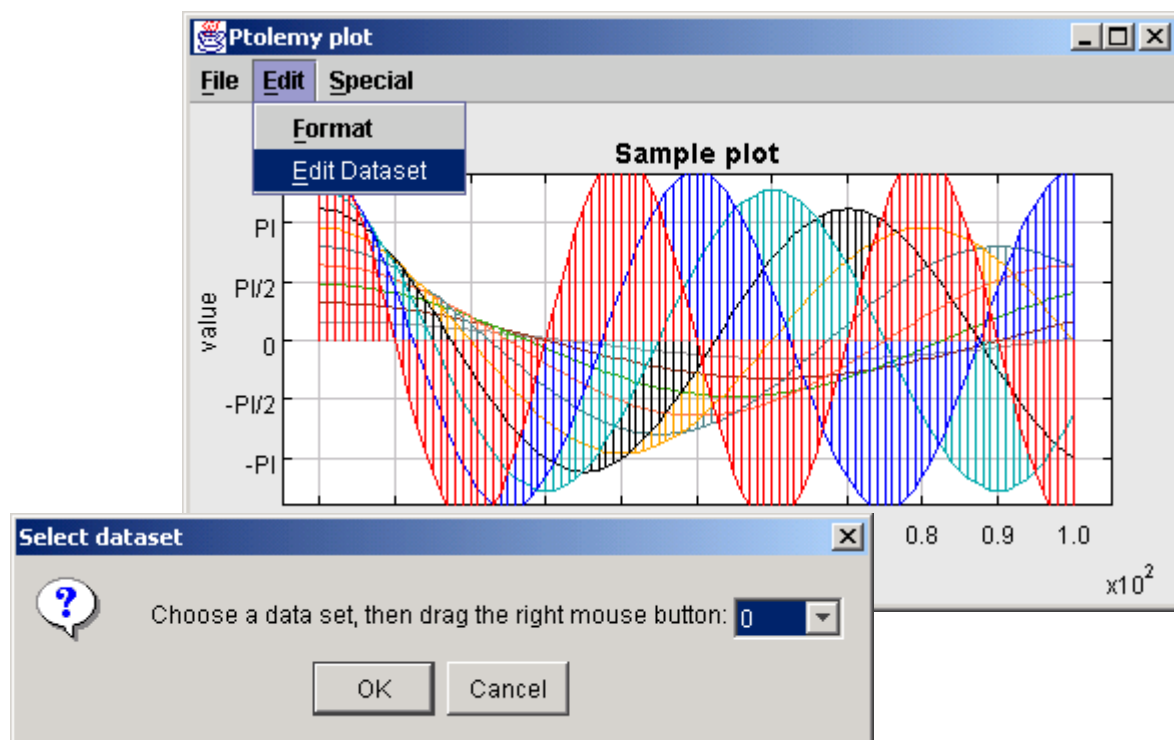 Ptolemy plot
File Edit Special
Format
Edit Dataset
Sample plot
PI
PI/2
0
-PI/2
-PI
value
0.8 0.9 1.0
x10²
Select dataset
?
Choose a data set, then drag the right mouse button: 0
OK Cancel